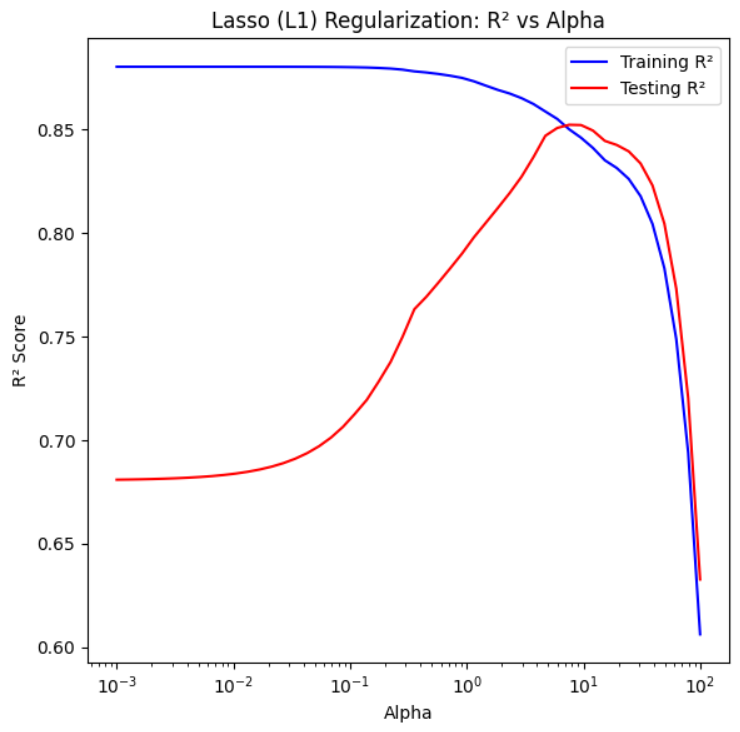 Lasso (L1) Regularization: R² vs Alpha
Training R²
Testing R²
R² Score
0.85
0.80
0.75
0.70
0.65
0.60
10⁻³
10⁻²
10⁻¹
10⁰
10¹
10²
Alpha